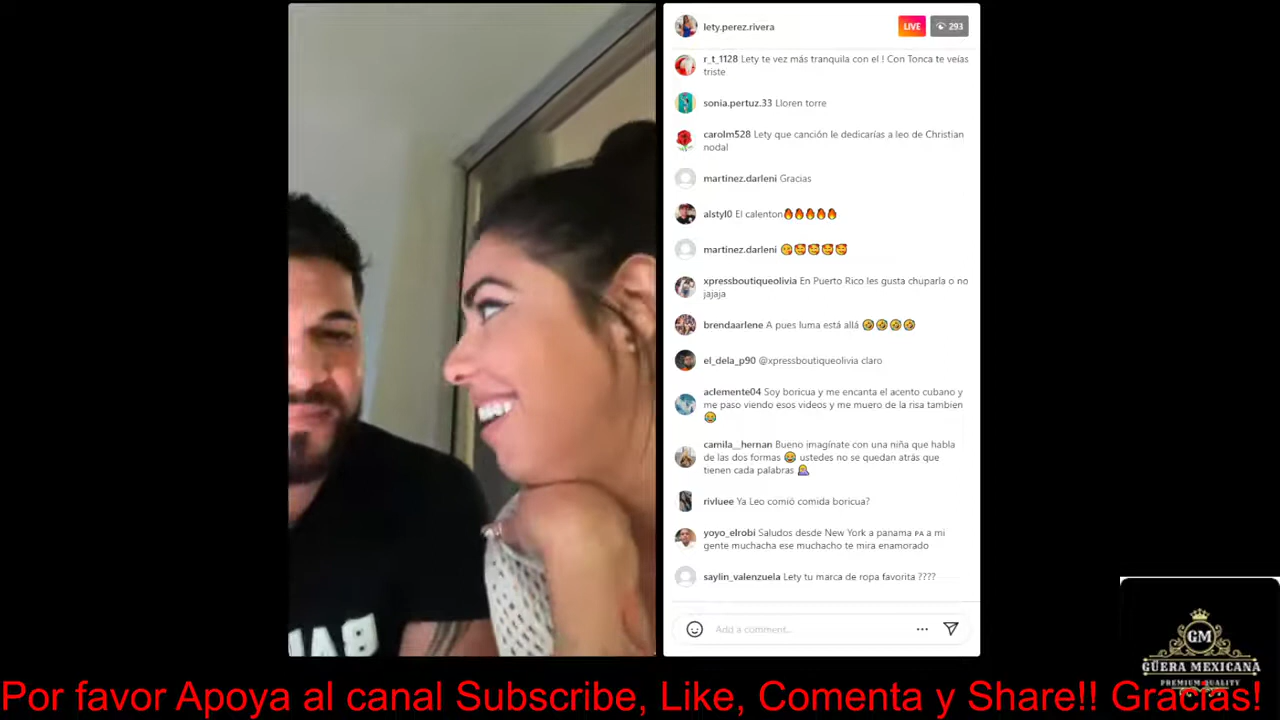 lety.perez.rivera
LIVE
293
r_t_1128 Lety te vez más tranquila con el ! Con Tonca te veías
triste
sonia.pertuz.33 Lloren torre
carolm528 Lety que canción le dedicarías a leo de Christian
nodal
martinez.darleni Gracias
alstyl0 El calenton🔥🔥🔥🔥🔥
martinez.darleni 😘🥰🥰🥰🥰
xpressboutiqueolivia En Puerto Rico les gusta chuparla o no
jajaja
brendaarlene A pues luma está allá 🤣🤣🤣🤣
el_dela_p90 @xpressboutiqueolivia claro
aclemente04 Soy boricua y me encanta el acento cubano y
me paso viendo esos videos y me muero de la risa tambien
😂
camila__hernan Bueno imagínate con una niña que habla
de las dos formas 😂 ustedes no se quedan atrás que
tienen cada palabras 🤷🏼‍♀️
rivluee Ya Leo comió comida boricua?
yoyo_elrobi Saludos desde New York a panama 🇵🇦 a mi
gente muchacha ese muchacho te mira enamorado
saylin_valenzuela Lety tu marca de ropa favorita ????
Add a comment...
BAL
GM
GÜERA MEXICANA
PREMIUM QUALITY
Por favor Apoya al canal Subscribe, Like, Comenta y Share!! Gracias!